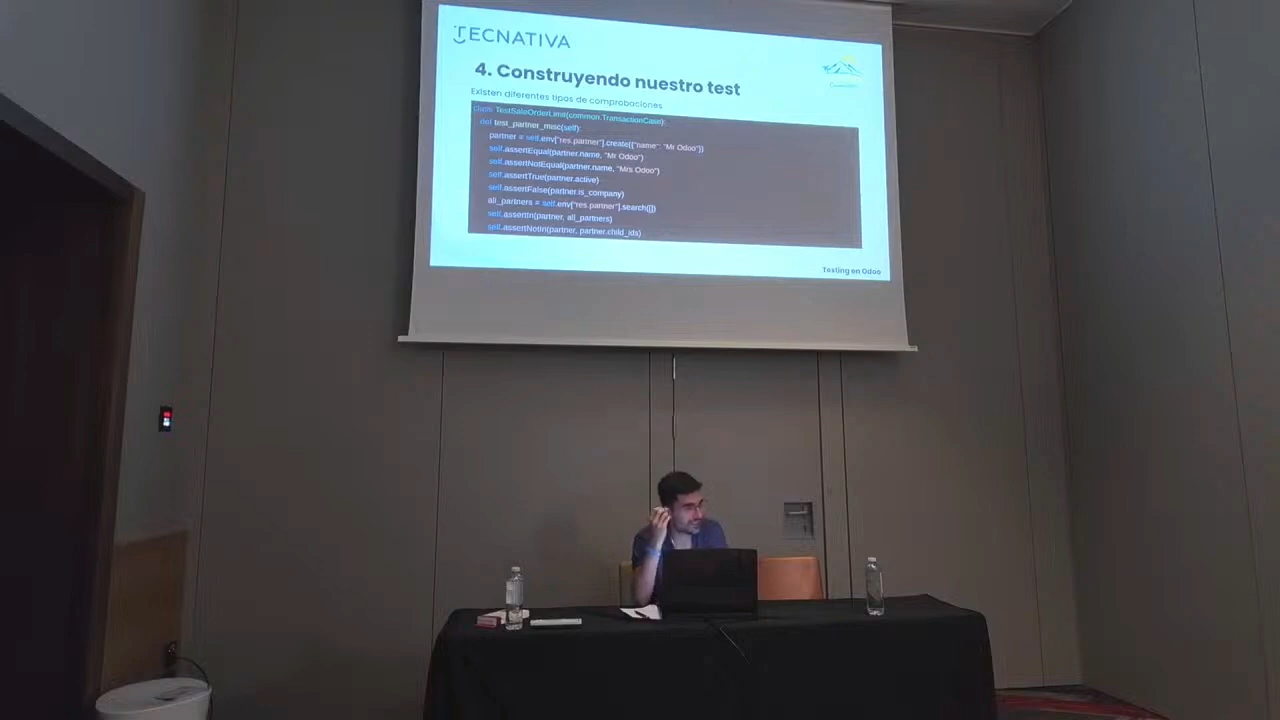 TECNATIVA
4. Construyendo nuestro test
Existen diferentes tipos de comprobaciones
class TestSaleOrderLimit(common.TransactionCase):
def test_partner_misc(self):
partner = self.env["res.partner"].create({"name": "Mr Odoo"})
self.assertEqual(partner.name, "Mr Odoo")
self.assertNotEqual(partner.name, "Mrs Odoo")
self.assertTrue(partner.active)
self.assertFalse(partner.is_company)
all_partners = self.env["res.partner"].search([])
self.assertIn(partner, all_partners)
self.assertNotIn(partner, partner.child_ids)
Testing en Odoo